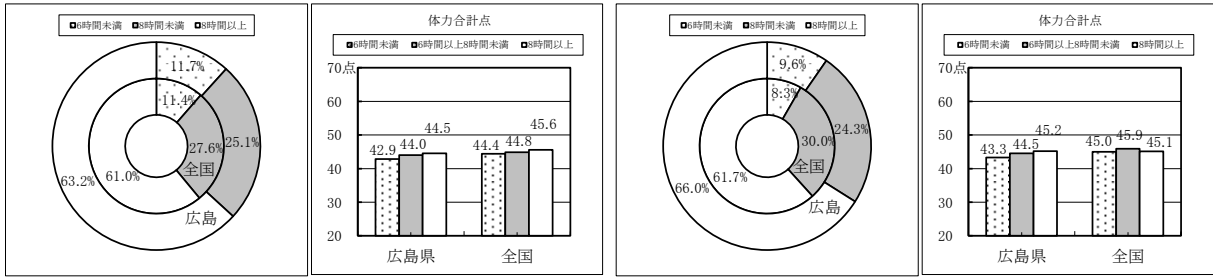 6時間未満 8時間未満 8時間以上
11.7%
11.4%
25.1%
27.6%
全国
63.2%
61.0%
広島
体力合計点
6時間未満 6時間以上8時間未満 8時間以上
70点
60
50
40
30
20
42.9 44.0 44.5 44.4 44.8 45.6
広島県 全国
6時間未満 8時間未満 8時間以上
9.6%
8.3%
24.3%
30.0%
全国
66.0%
61.7%
広島
体力合計点
6時間未満 6時間以上8時間未満 8時間以上
70点
60
50
40
30
20
43.3 44.5 45.2 45.0 45.9 45.1
広島県 全国